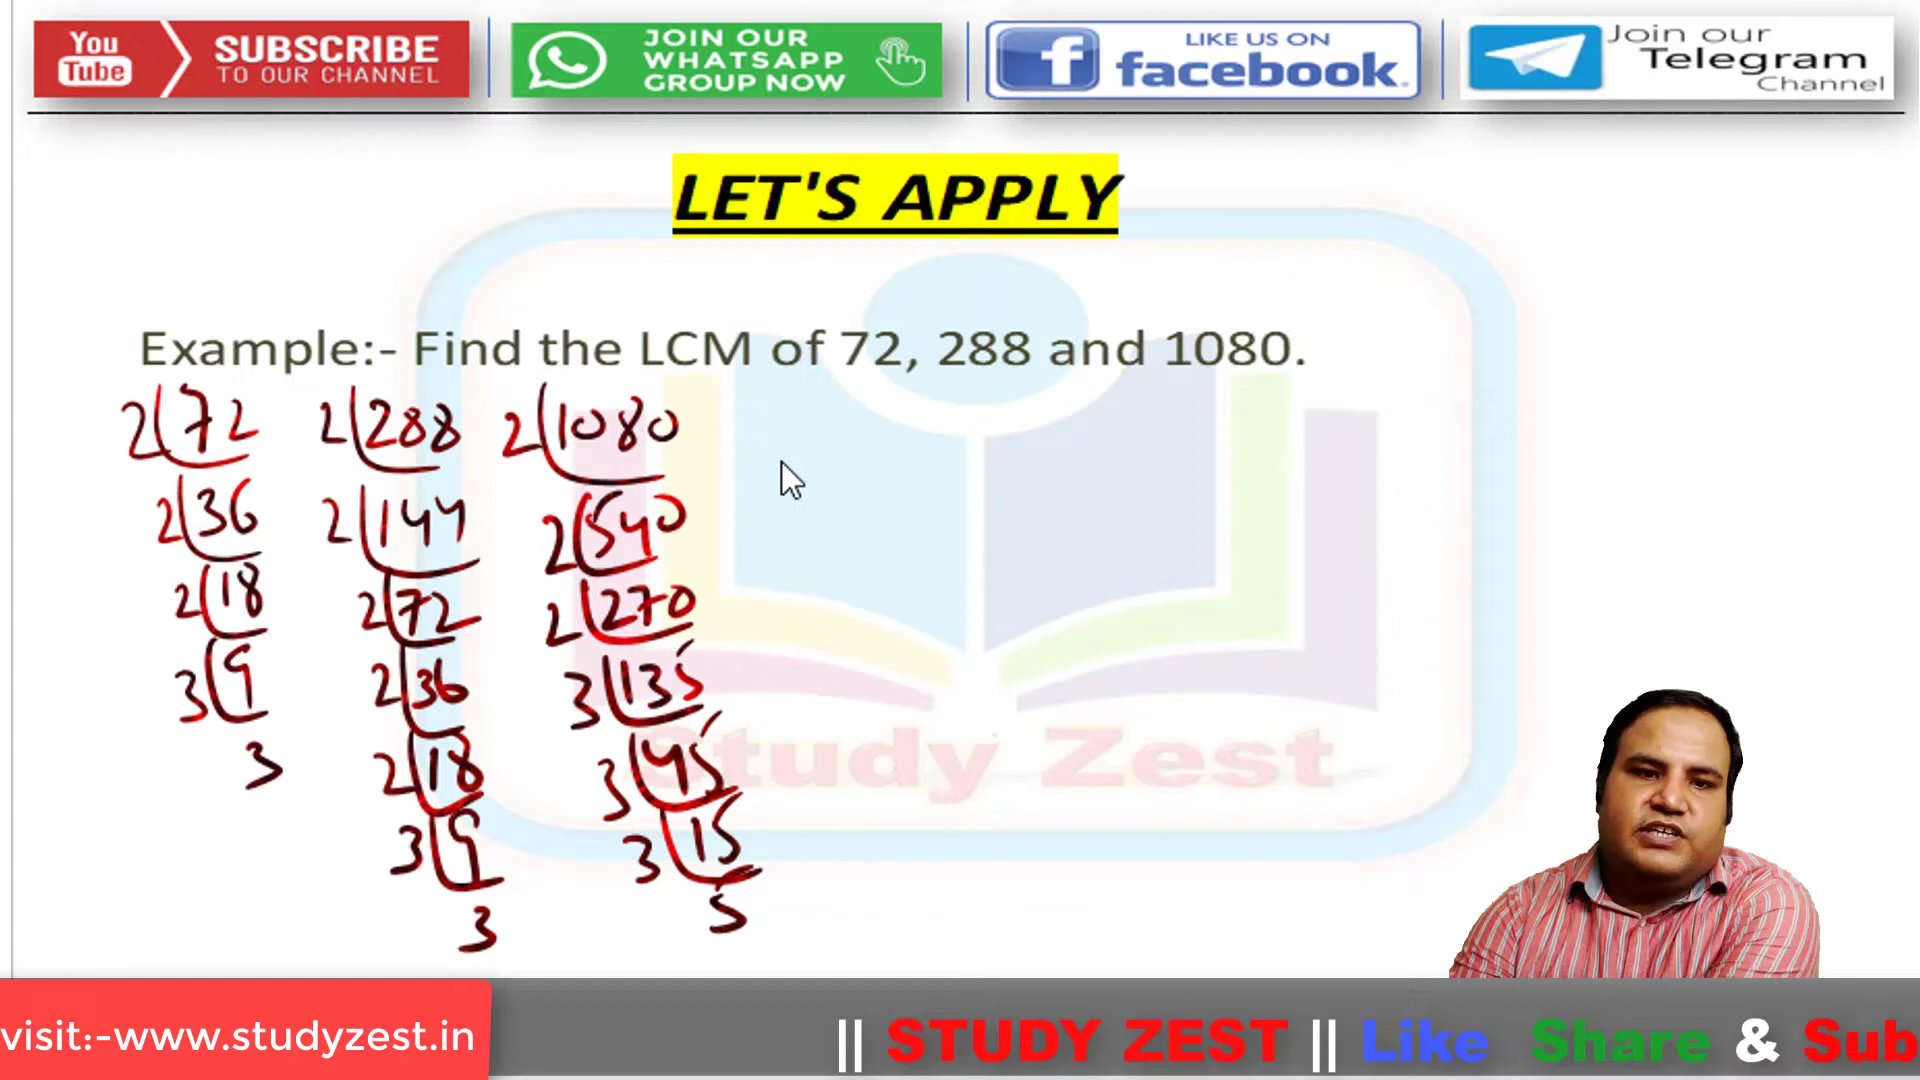 You Tube SUBSCRIBE TO OUR CHANNEL
JOIN OUR WHATSAPP GROUP NOW
LIKE US ON facebook.
Join our Telegram Channel
LET'S APPLY
Example:- Find the LCM of 72, 288 and 1080.
2 72 2 288 2 1080
2 36 2 144 2 540
2 18 2 72 2 270
3 9 2 36 3 135
3 2 18 3 45
3 9 3 15
3 5
Study Zest
visit:-www.studyzest.in
|| STUDY ZEST || Like Share & Sub